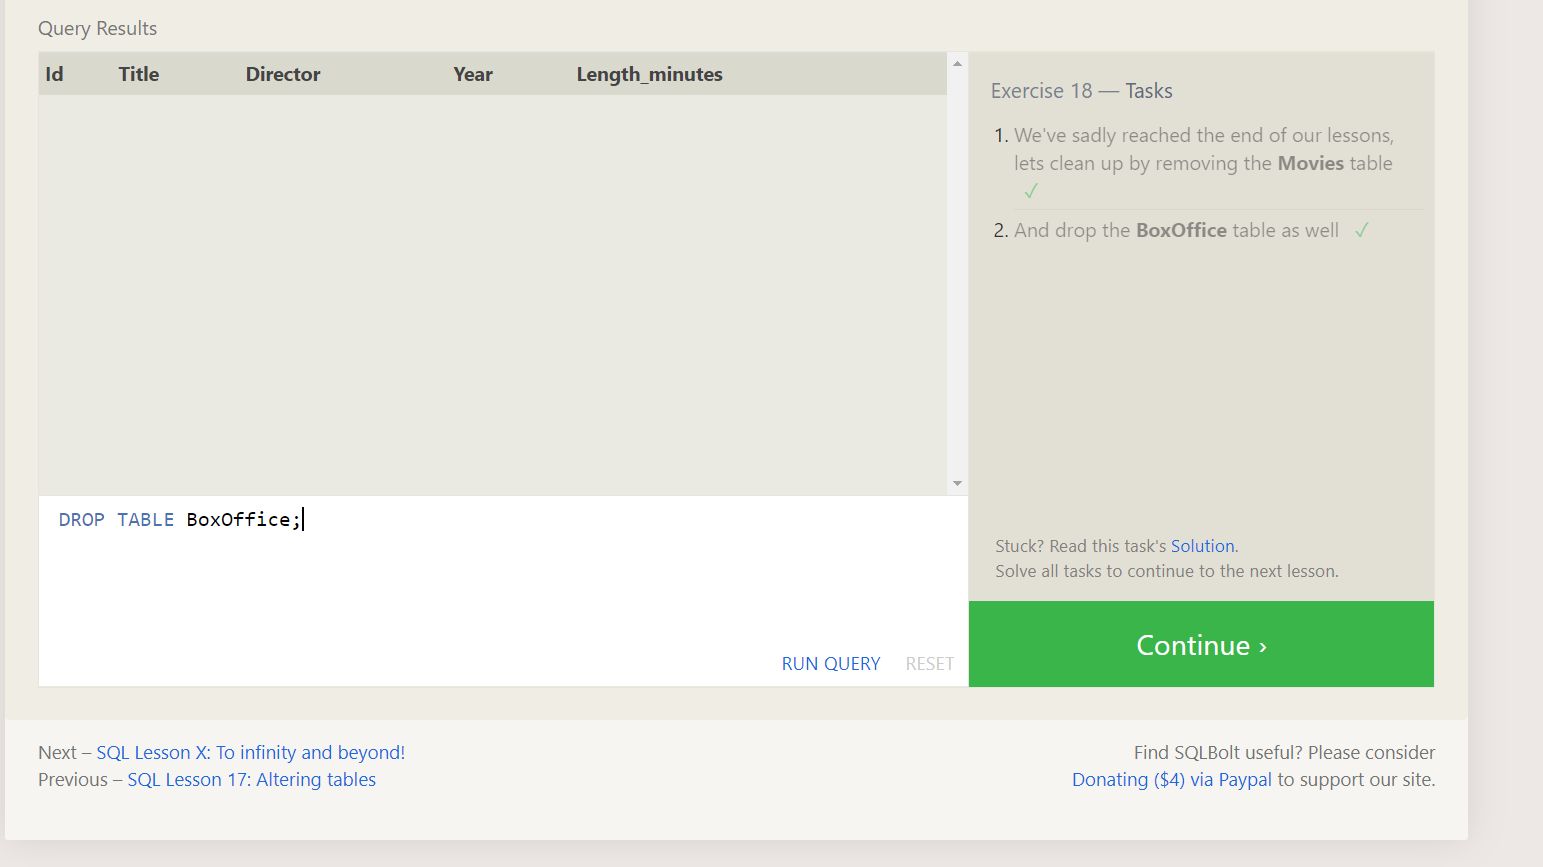 Query Results
Id Title Director Year Length_minutes
Exercise 18 — Tasks
1. We've sadly reached the end of our lessons,
lets clean up by removing the Movies table
✓
2. And drop the BoxOffice table as well ✓
DROP TABLE BoxOffice;
RUN QUERY RESET
Stuck? Read this task's Solution.
Solve all tasks to continue to the next lesson.
Continue ›
Next – SQL Lesson X: To infinity and beyond!
Previous – SQL Lesson 17: Altering tables
Find SQLBolt useful? Please consider
Donating ($4) via Paypal to support our site.